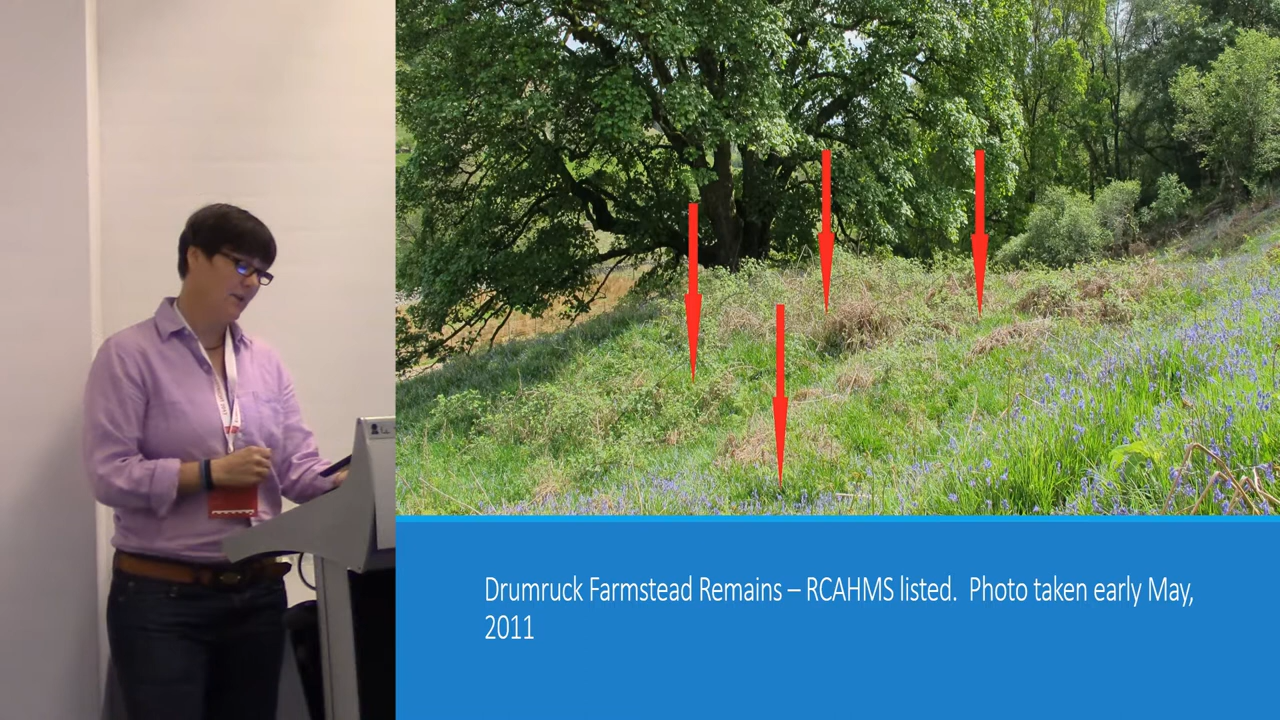 Drumruck Farmstead Remains – RCAHMS listed.  Photo taken early May,
2011